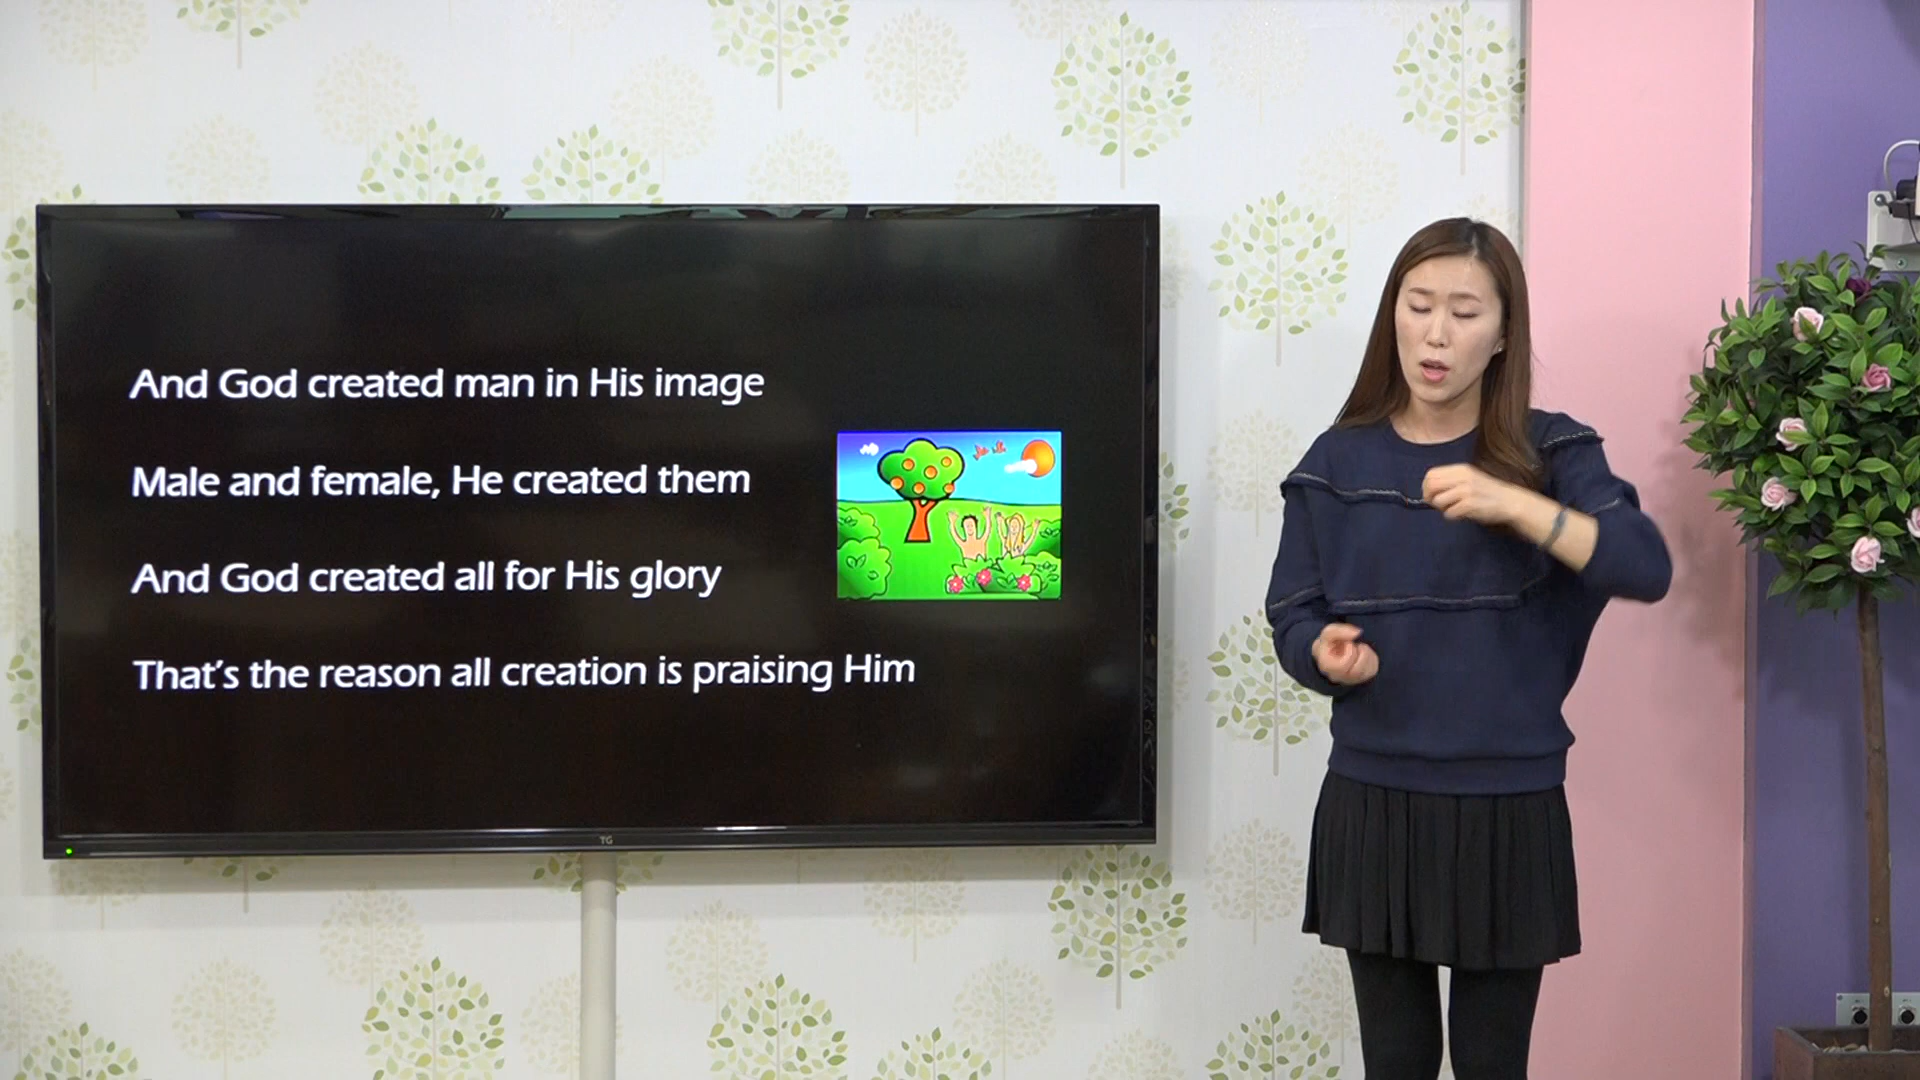 And God created man in His image
Male and female, He created them
And God created all for His glory
That's the reason all creation is praising Him
TG